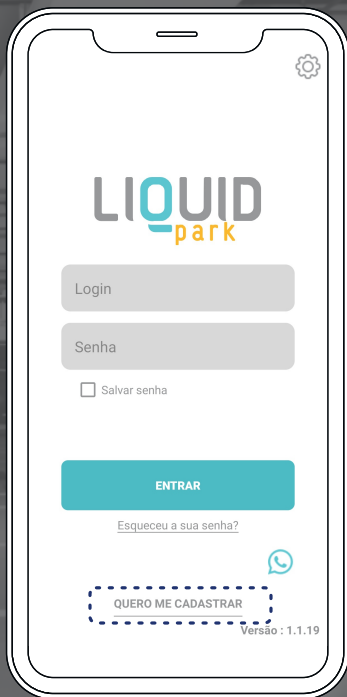 LIQUID
park
Login
Senha
Salvar senha
ENTRAR
Esqueceu a sua senha?
QUERO ME CADASTRAR
Versão : 1.1.19